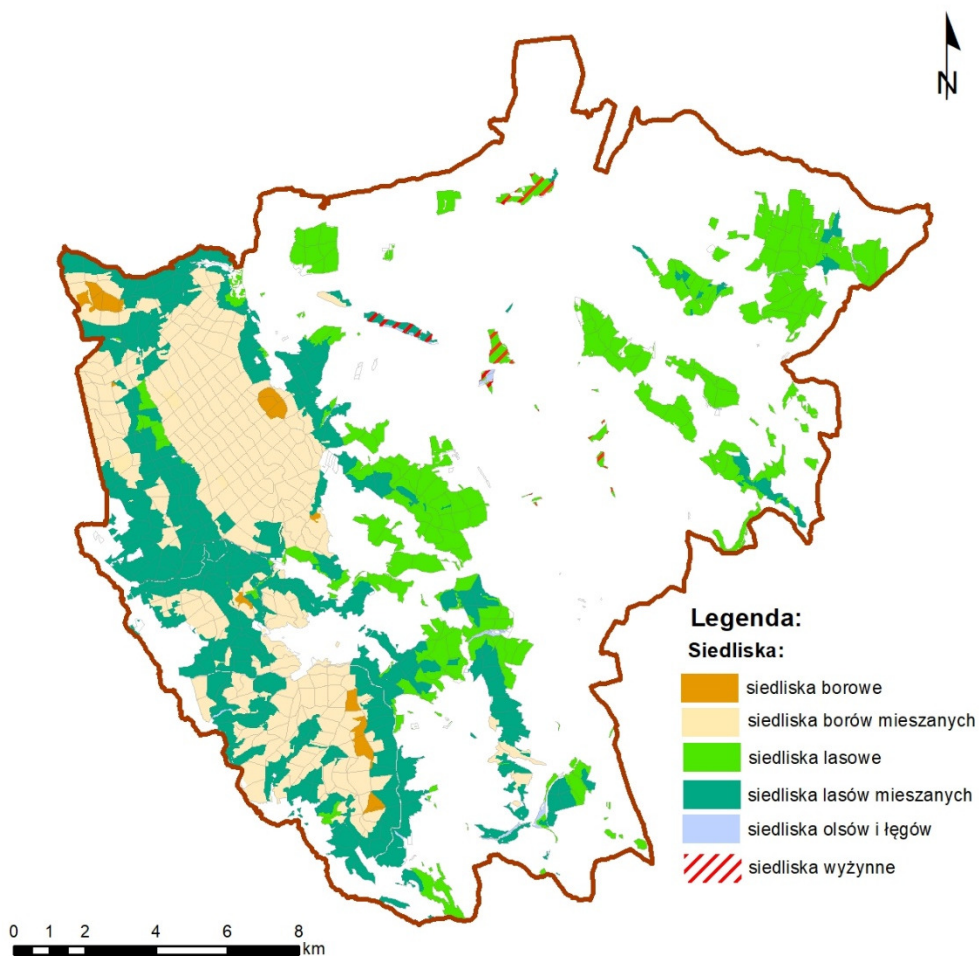 N
Legenda:
Siedliska:
siedliska borowe
siedliska borów mieszanych
siedliska lasowe
siedliska lasów mieszanych
siedliska olsów i łęgów
siedliska wyżynne
0 1 2 4 6 8
km